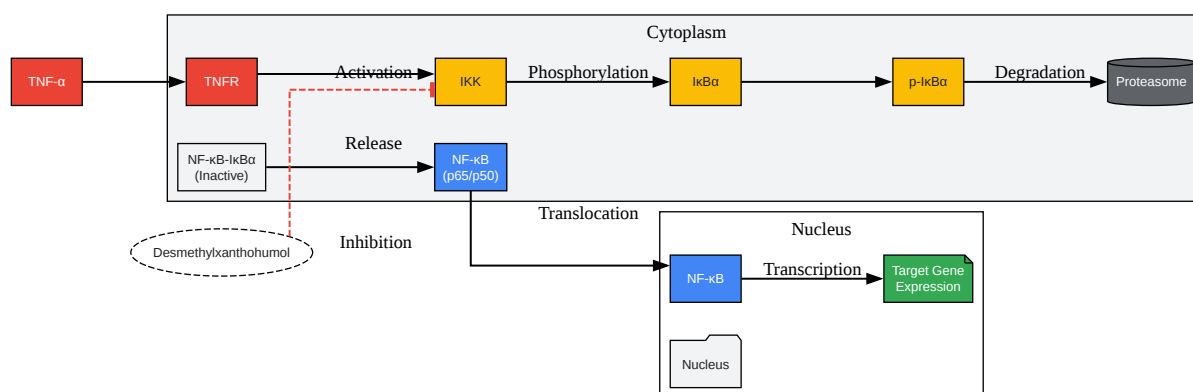 Cytoplasm
TNF-α
TNFR
Activation
IKK
Phosphorylation
IκBα
p-IκBα
Degradation
Proteasome
NF-κB-IκBα
(Inactive)
Release
NF-κB
(p65/p50)
Translocation
Desmethylxanthohumol
Inhibition
Nucleus
NF-κB
Transcription
Target Gene
Expression
Nucleus